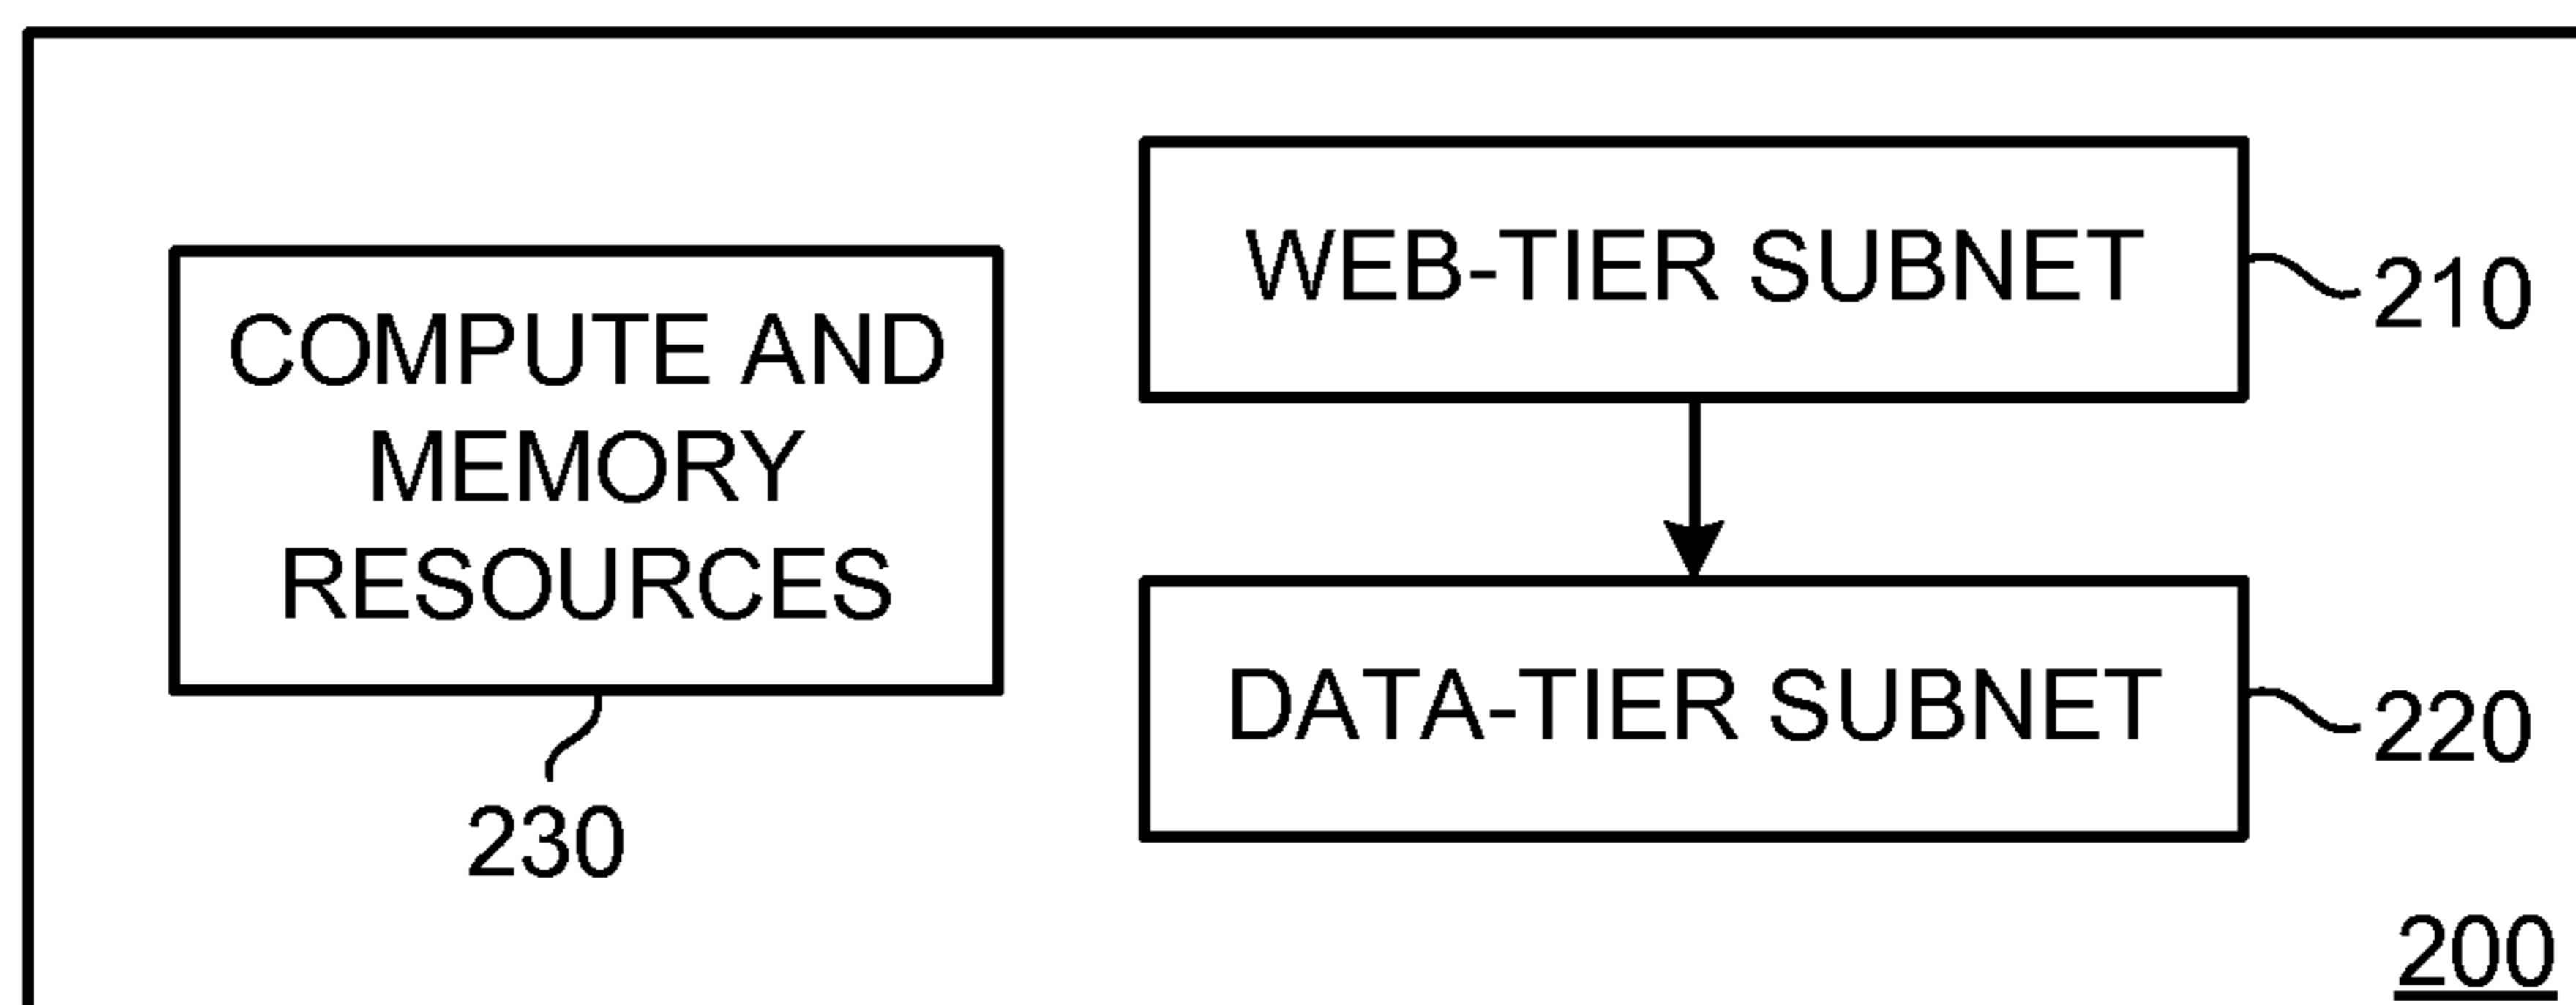 WEB-TIER SUBNET
210
COMPUTE AND
MEMORY
RESOURCES
230
DATA-TIER SUBNET
220
200